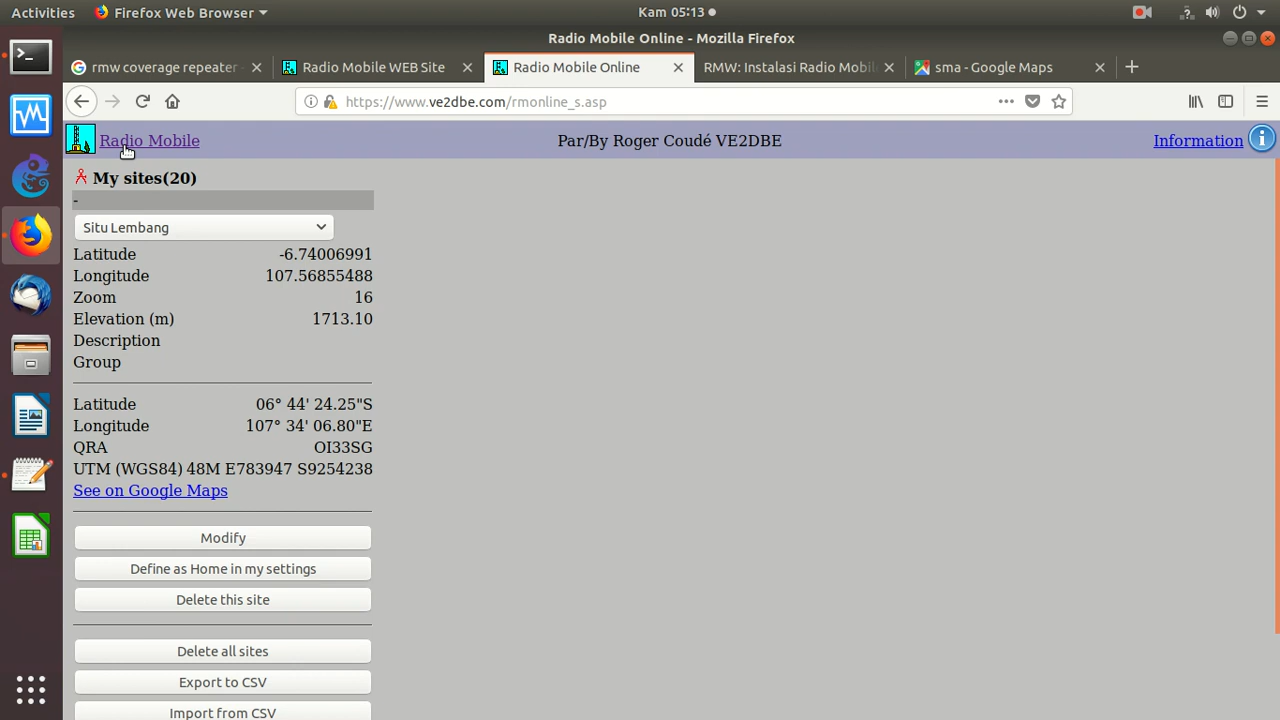 Activities Firefox Web Browser Kam 05:13
Radio Mobile Online - Mozilla Firefox
rmw coverage repeater - Radio Mobile WEB Site Radio Mobile Online RMW: Instalasi Radio Mobil sma - Google Maps
https://www.ve2dbe.com/rmonline_s.asp
Radio Mobile Par/By Roger Coudé VE2DBE Information
My sites(20)
-
Situ Lembang
Latitude -6.74006991
Longitude 107.56855488
Zoom 16
Elevation (m) 1713.10
Description
Group
Latitude 06° 44' 24.25"S
Longitude 107° 34' 06.80"E
QRA OI33SG
UTM (WGS84) 48M E783947 S9254238
See on Google Maps
Modify
Define as Home in my settings
Delete this site
Delete all sites
Export to CSV
Import from CSV